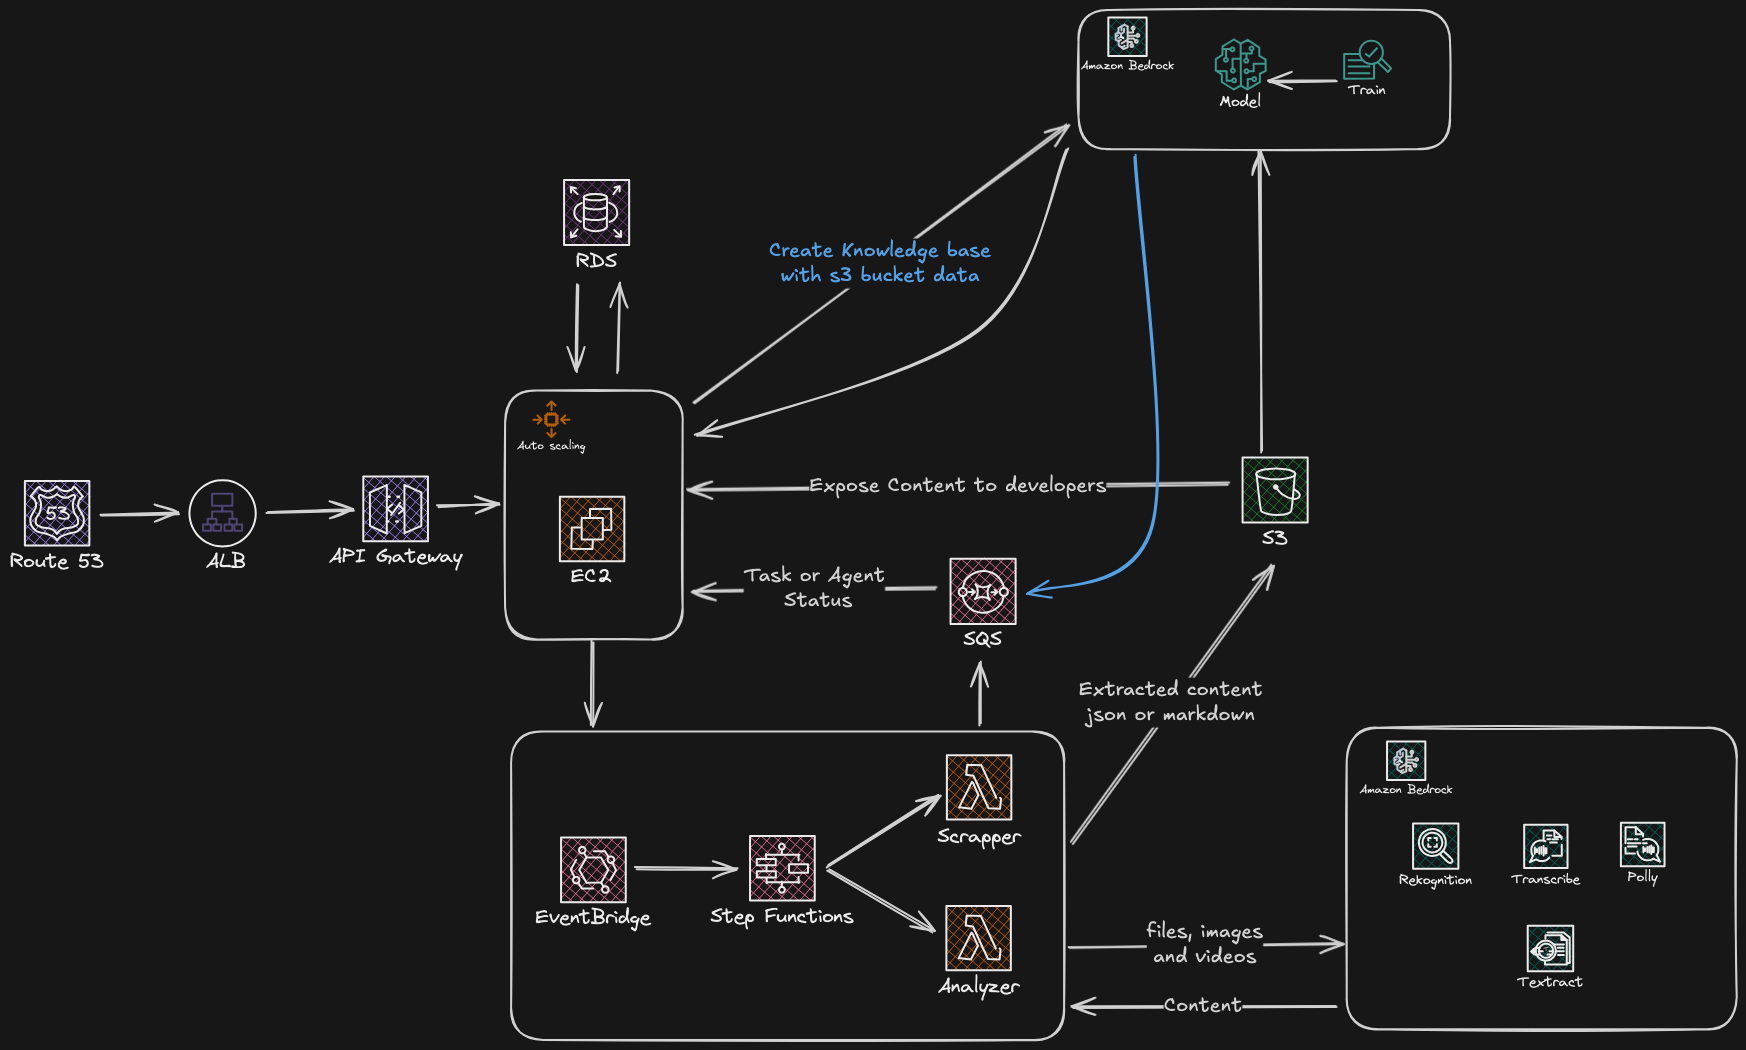 Amazon Bedrock
Model
Train
RDS
Create Knowledge base
with s3 bucket data
Auto scaling
53
Route 53
ALB
API Gateway
EC2
Expose Content to developers
S3
Task or Agent
Status
SQS
Extracted content
json or markdown
Scrapper
EventBridge
Step Functions
Analyzer
files, images
and videos
Content
Amazon Bedrock
Rekognition
Transcribe
Polly
Textract